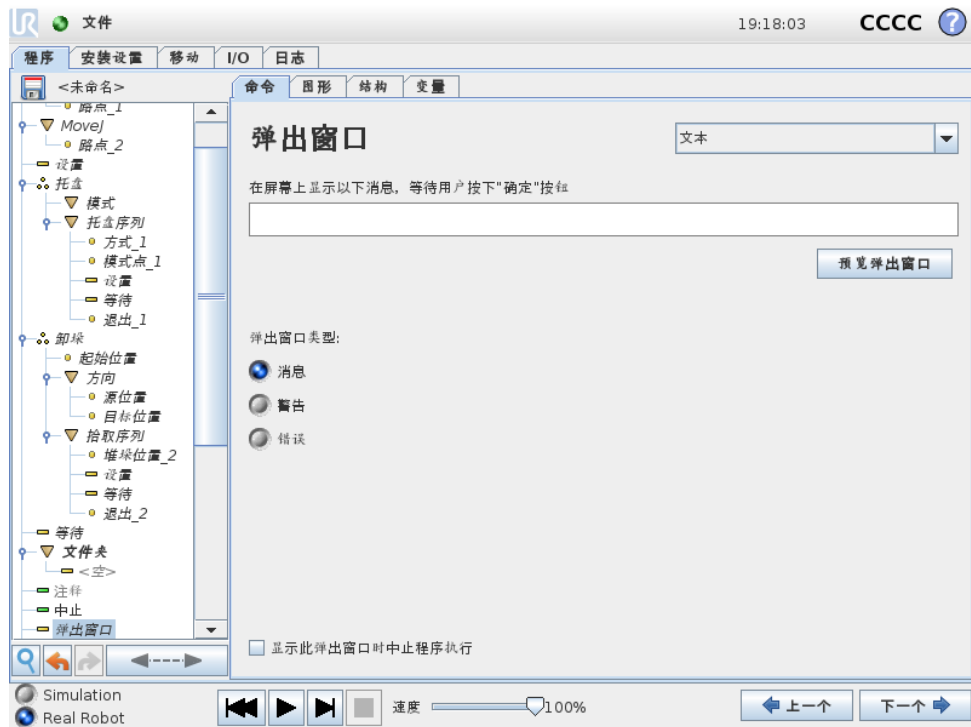 UR 文件 19:18:03 CCCC ?
程序 安装设置 移动 I/O 日志
<未命名>
命令 图形 结构 变量
路点_1
MoveJ
路点_2
设置
托盘
模式
托盘序列
方式_1
模式点_1
设置
等待
退出_1
卸垛
起始位置
方向
源位置
目标位置
拾取序列
堆垛位置_2
设置
等待
退出_2
等待
文件夹
<空>
注释
中止
弹出窗口
弹出窗口
文本
在屏幕上显示以下消息，等待用户按下"确定"按钮
预览弹出窗口
弹出窗口类型:
消息
警告
错误
显示此弹出窗口时中止程序执行
Simulation
Real Robot
速度 100%
上一个 下一个